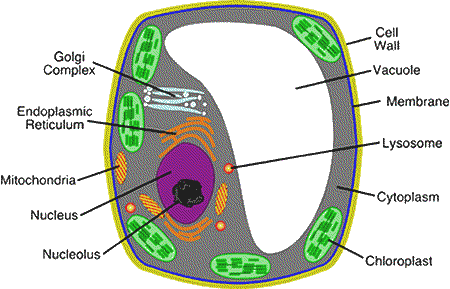 Golgi
Complex
Endoplasmic
Reticulum
Mitochondria
Nucleus
Nucleolus
Cell
Wall
Vacuole
Membrane
Lysosome
Cytoplasm
Chloroplast